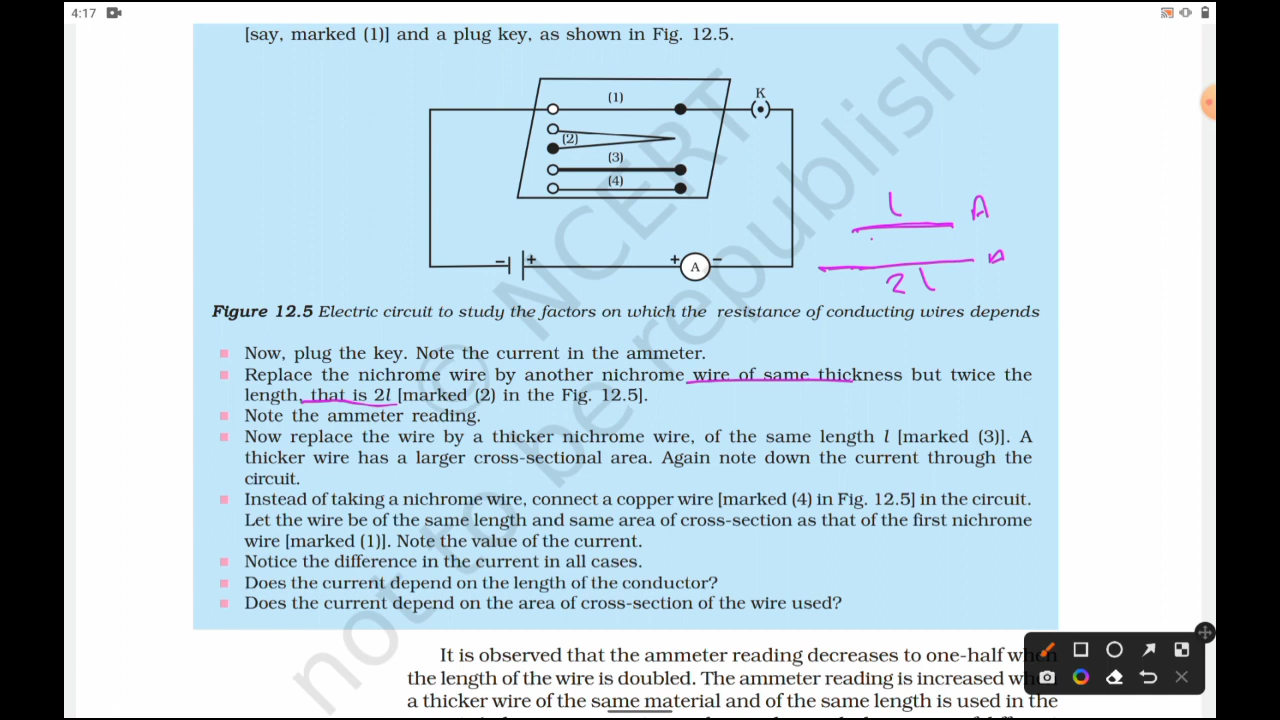 4:17
[say, marked (1)] and a plug key, as shown in Fig. 12.5.
(1)
K
(2)
(3)
(4)
l A
2l A
− + + A −
© NCERT
not to be republished
Figure 12.5 Electric circuit to study the factors on which the resistance of conducting wires depends
Now, plug the key. Note the current in the ammeter.
Replace the nichrome wire by another nichrome wire of same thickness but twice the
length, that is 2l [marked (2) in the Fig. 12.5].
Note the ammeter reading.
Now replace the wire by a thicker nichrome wire, of the same length l [marked (3)]. A
thicker wire has a larger cross-sectional area. Again note down the current through the
circuit.
Instead of taking a nichrome wire, connect a copper wire [marked (4) in Fig. 12.5] in the circuit.
Let the wire be of the same length and same area of cross-section as that of the first nichrome
wire [marked (1)]. Note the value of the current.
Notice the difference in the current in all cases.
Does the current depend on the length of the conductor?
Does the current depend on the area of cross-section of the wire used?
It is observed that the ammeter reading decreases to one-half when
the length of the wire is doubled. The ammeter reading is increased
a thicker wire of the same material and of the same length is used in the